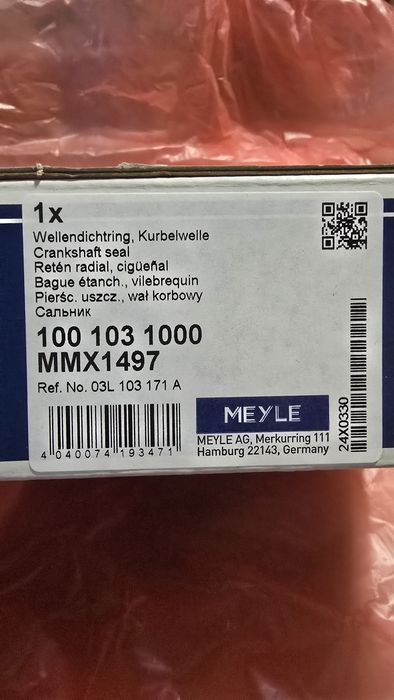 1x
Wellendichtring, Kurbelwelle
Crankshaft seal
Retén radial, cigüeñal
Bague étanch., vilebrequin
Pierśc. uszcz., wał korbowy
Сальник
100 103 1000
MMX1497
Ref. No. 03L 103 171 A
4 040074 193471
MEYLE
MEYLE AG, Merkurring 111
Hamburg 22143, Germany
24X0330